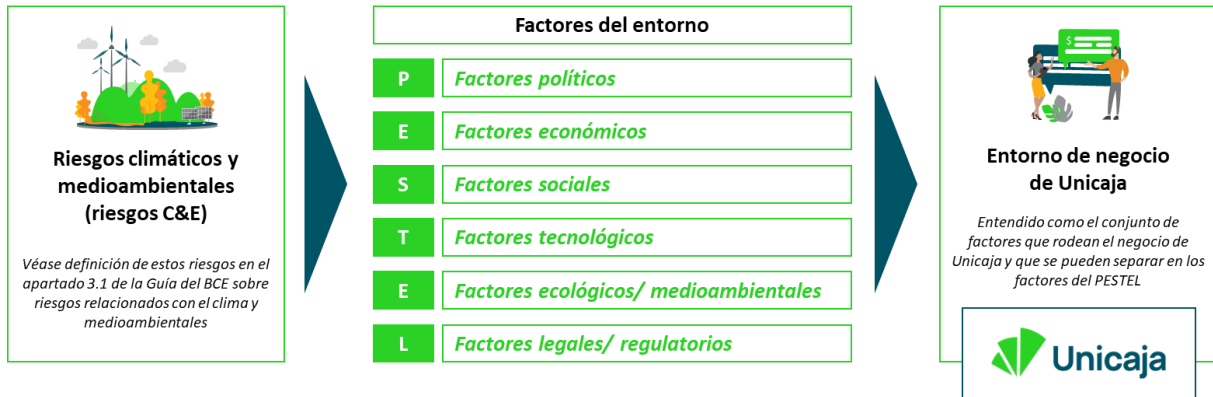 Riesgos climáticos y
medioambientales
(riesgos C&E)
Véase definición de estos riesgos en el
apartado 3.1 de la Guía del BCE sobre
riesgos relacionados con el clima y
medioambientales
Factores del entorno
P Factores políticos
E Factores económicos
S Factores sociales
T Factores tecnológicos
E Factores ecológicos/ medioambientales
L Factores legales/ regulatorios
$
Entorno de negocio
de Unicaja
Entendido como el conjunto de
factores que rodean el negocio de
Unicaja y que se pueden separar en los
factores del PESTEL
Unicaja